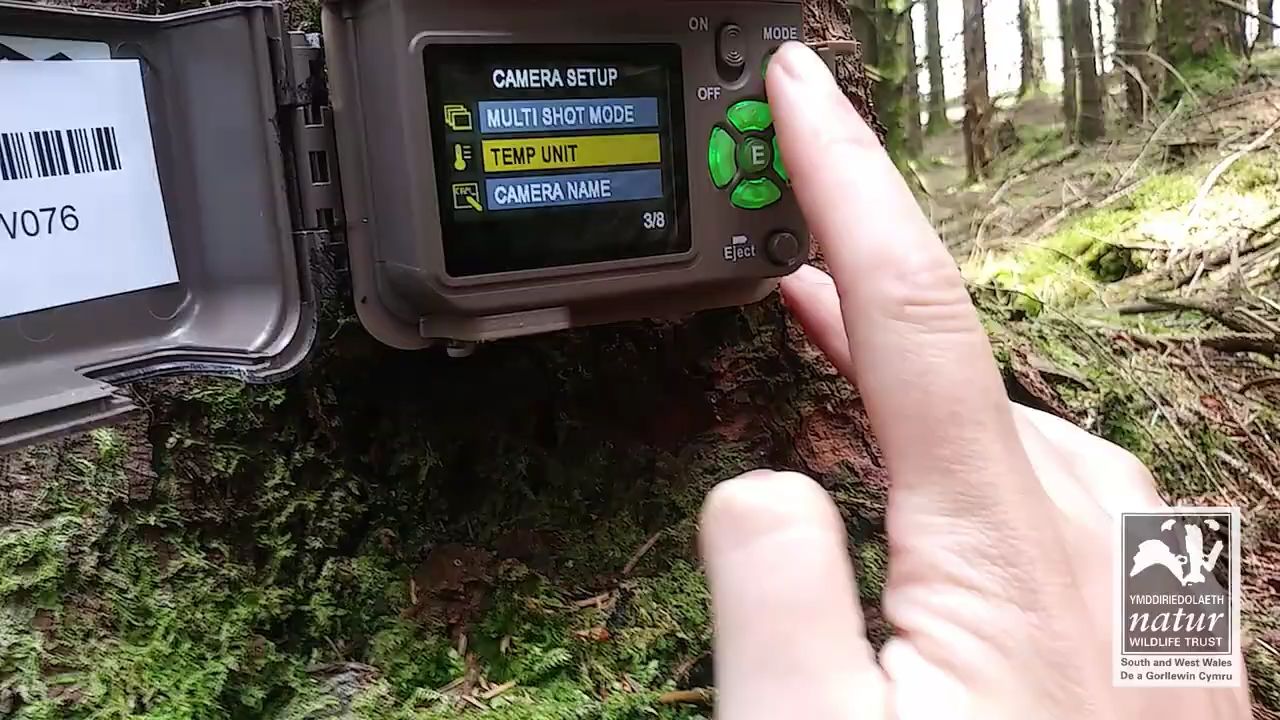 CAMERA SETUP
MULTI SHOT MODE
TEMP UNIT
CAMERA NAME
3/8
ON
MODE
OFF
E
Eject
V076
YMDDIRIEDOLAETH
natur
WILDLIFE TRUST
South and West Wales
De a Gorllewin Cymru